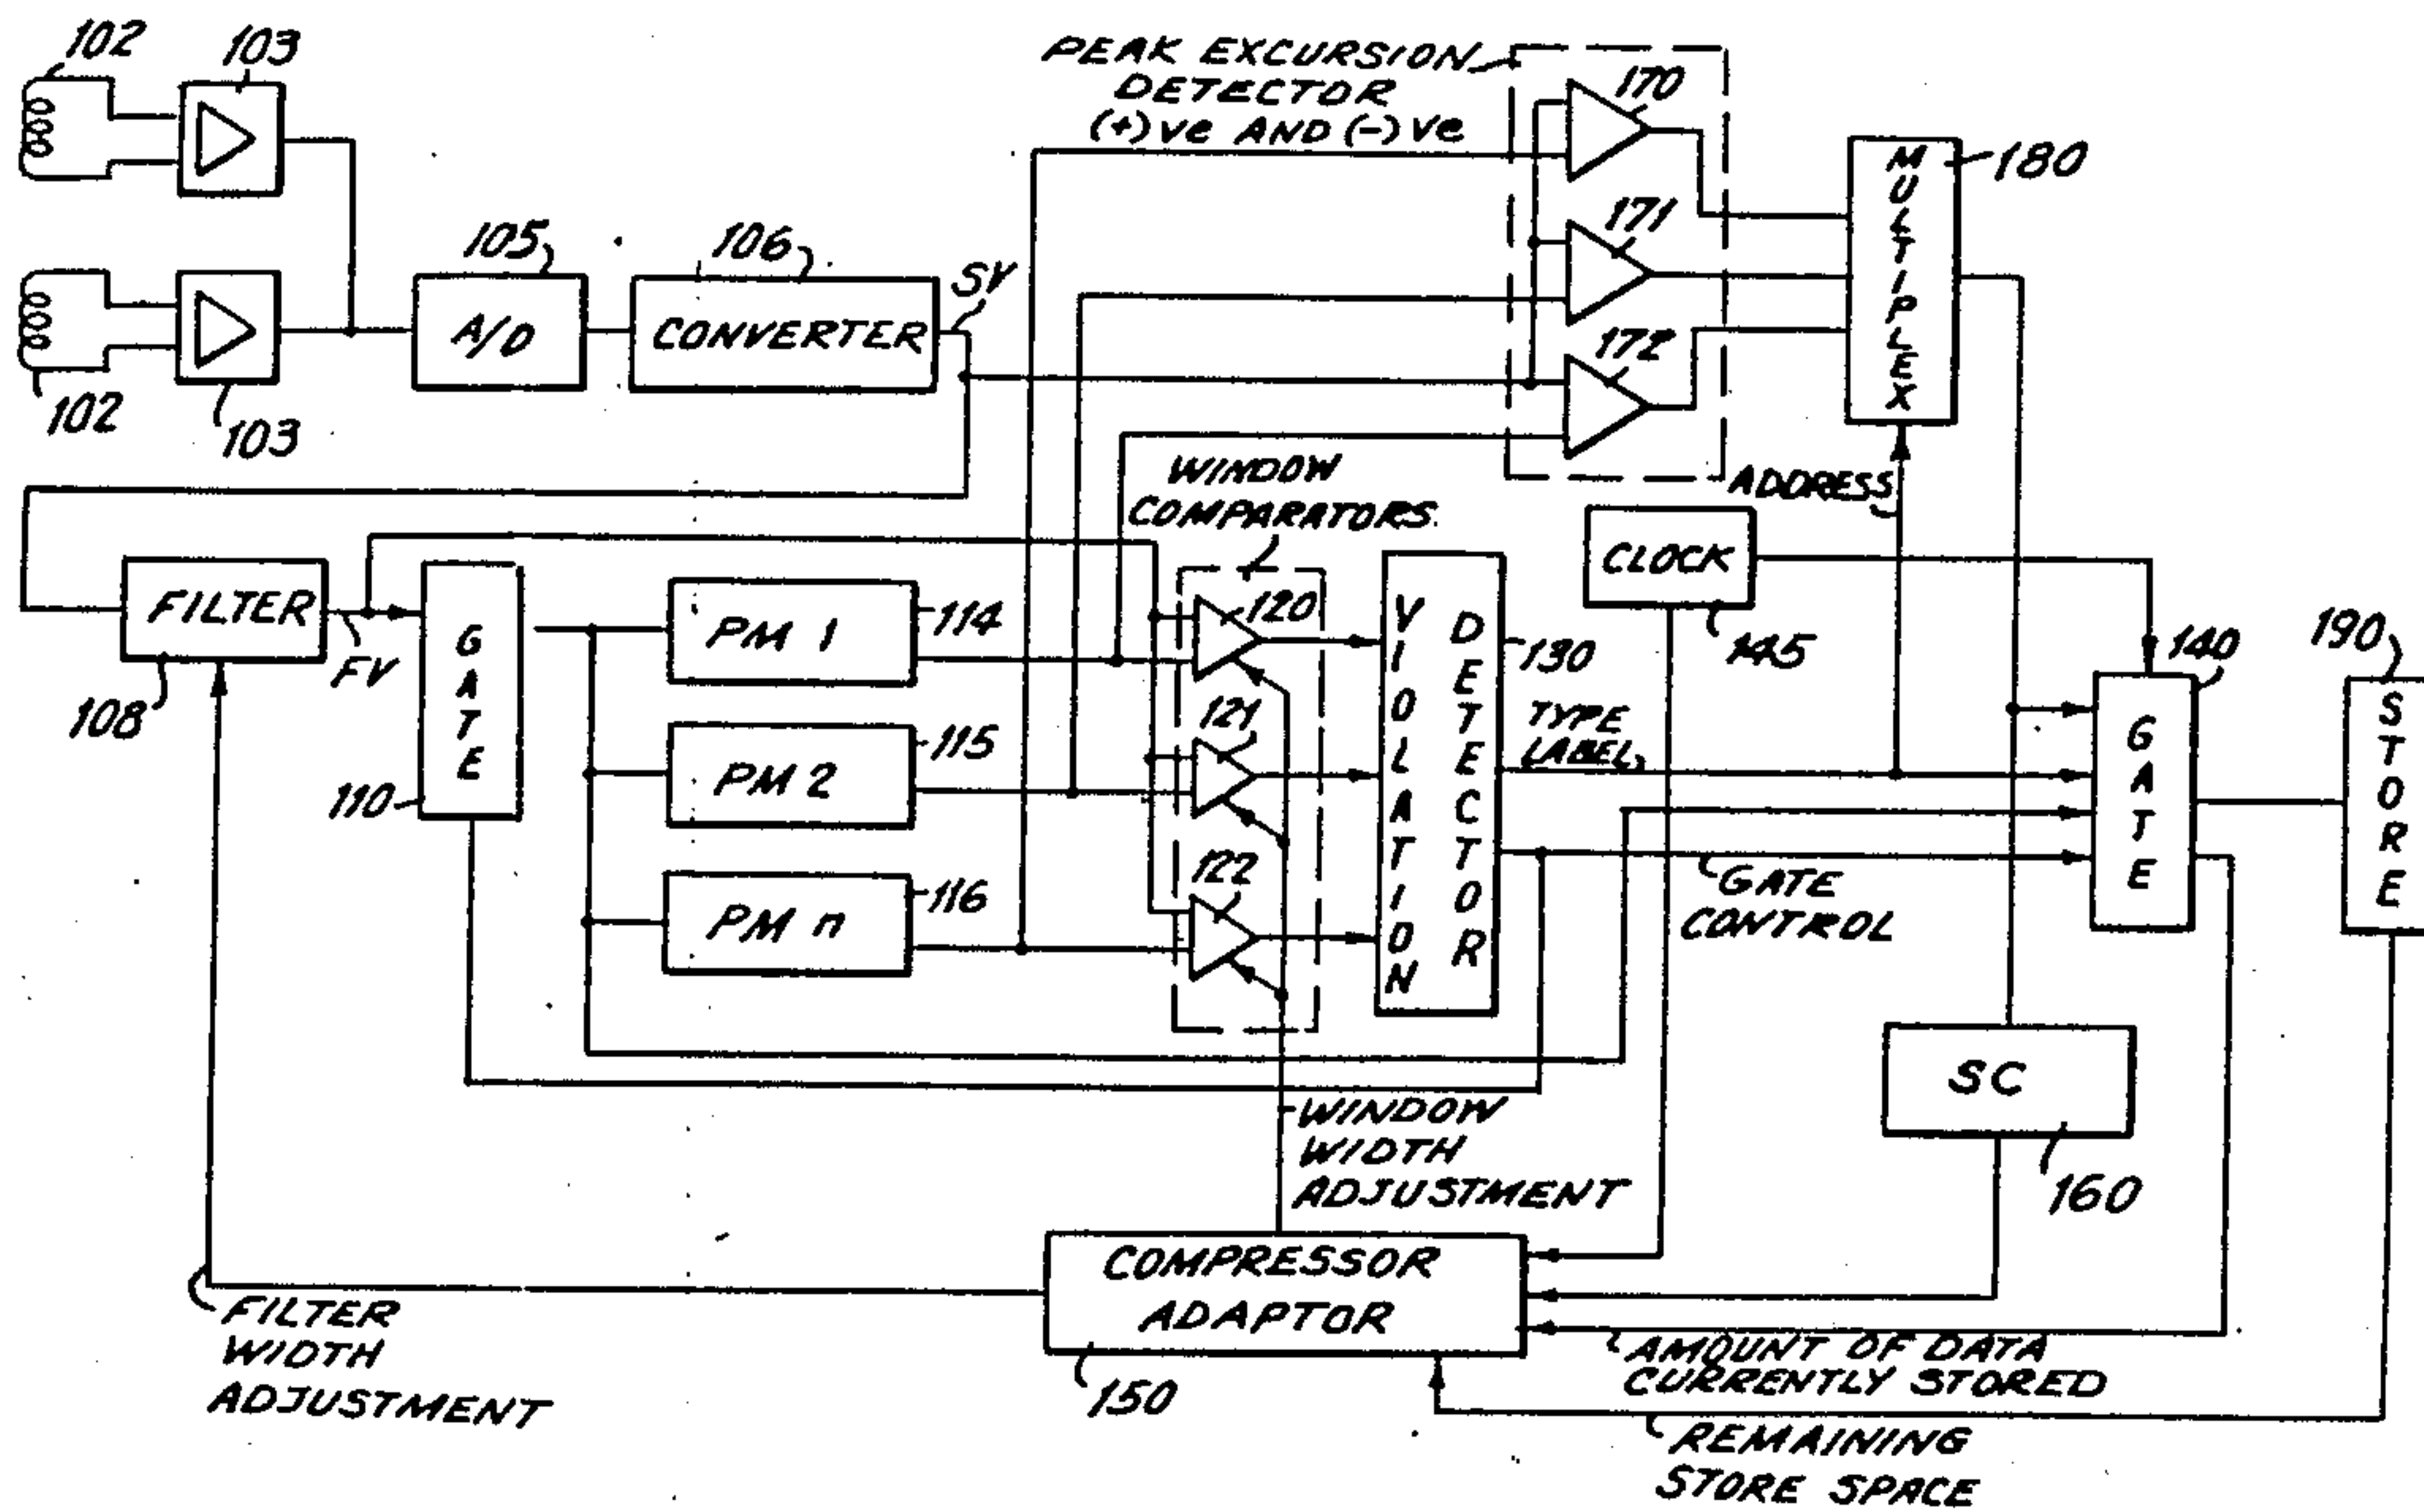 102
103
PEAK EXCURSION
DETECTOR
(+)ve AND (-)ve
170
MULTIPLEX
180
171
172
105
106
SV
A/D
CONVERTER
102
103
WINDOW
COMPARATORS
ADDRESS
CLOCK
145
FILTER
FV
108
GATE
110
PM 1
114
PM 2
115
PM n
116
120
121
122
VIOLATION
DETECTOR
130
TYPE
LABEL
GATE
CONTROL
140
GATE
190
STORE
SC
160
WINDOW
WIDTH
ADJUSTMENT
COMPRESSOR
ADAPTOR
150
FILTER
WIDTH
ADJUSTMENT
AMOUNT OF DATA
CURRENTLY STORED
REMAINING
STORE SPACE